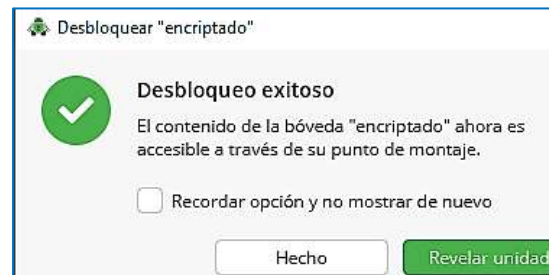 Desbloquear "encriptado"
Desbloqueo exitoso
El contenido de la bóveda "encriptado" ahora es
accesible a través de su punto de montaje.
Recordar opción y no mostrar de nuevo
Hecho
Revelar unidad